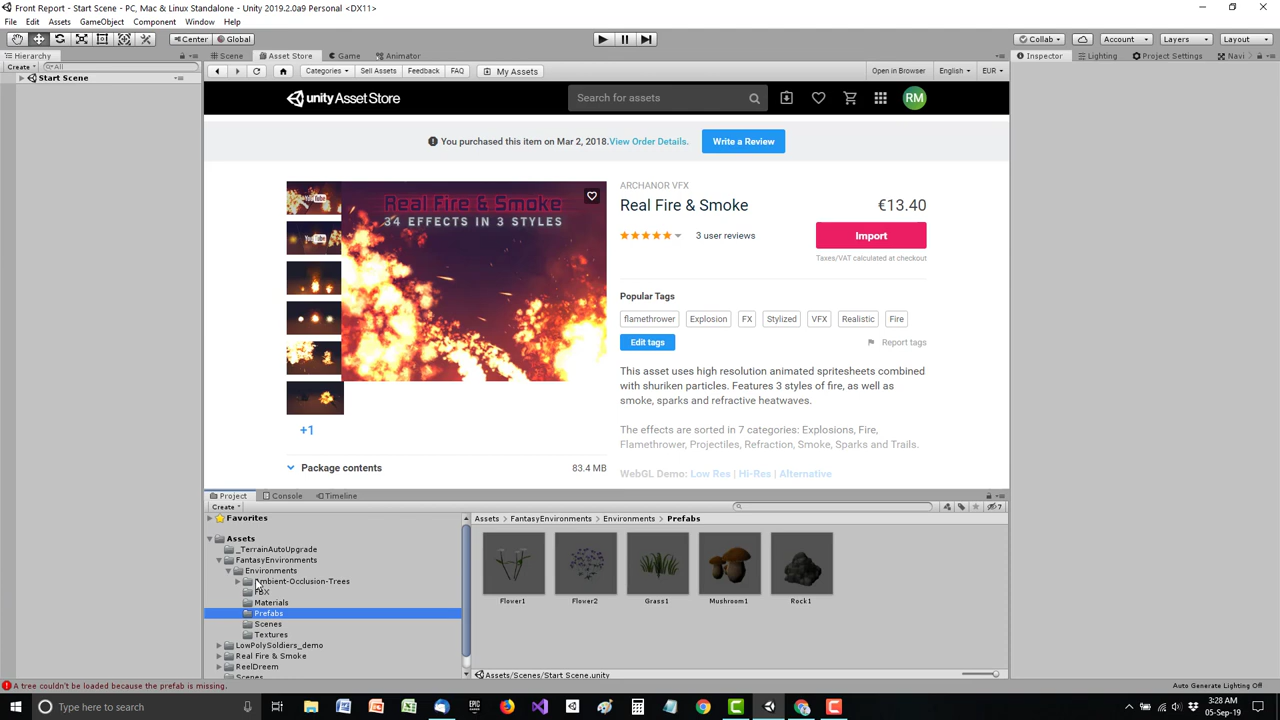 Front Report - Start Scene - PC, Mac & Linux Standalone - Unity 2019.2.0a9 Personal <DX11>
File Edit Assets GameObject Component Window Help
Center Global Collab Account Layers Layout
Hierarchy Scene Asset Store Game Animator Inspector Lighting Project Settings Navi
Create All
Categories Sell Assets Feedback FAQ My Assets Open in Browser English EUR
Start Scene
unity Asset Store Search for assets RM
You purchased this item on Mar 2, 2018. View Order Details. Write a Review
ARCHANOR VFX
Real Fire & Smoke €13.40
Real Fire & Smoke
34 EFFECTS IN 3 STYLES
3 user reviews Import
Taxes/VAT calculated at checkout
Popular Tags
flamethrower Explosion FX Stylized VFX Realistic Fire
Edit tags Report tags
This asset uses high resolution animated spritesheets combined
with shuriken particles. Features 3 styles of fire, as well as
smoke, sparks and refractive heatwaves.
+1
The effects are sorted in 7 categories: Explosions, Fire,
Flamethrower, Projectiles, Refraction, Smoke, Sparks and Trails.
Package contents 83.4 MB
WebGL Demo: Low Res | Hi-Res | Alternative
Project Console Timeline
Create 7
Favorites
Assets > FantasyEnvironments > Environments > Prefabs
Assets
_TerrainAutoUpgrade
FantasyEnvironments
Environments
Ambient-Occlusion-Trees
FBX
Materials
Prefabs
Scenes
Textures
LowPolySoldiers_demo
Real Fire & Smoke
ReelDreem
Scenes
Flower1 Flower2 Grass1 Mushroom1 Rock1
Assets/Scenes/Start Scene.unity
A tree couldn't be loaded because the prefab is missing. Auto Generate Lighting Off
Type here to search
3:28 AM
05-Sep-19